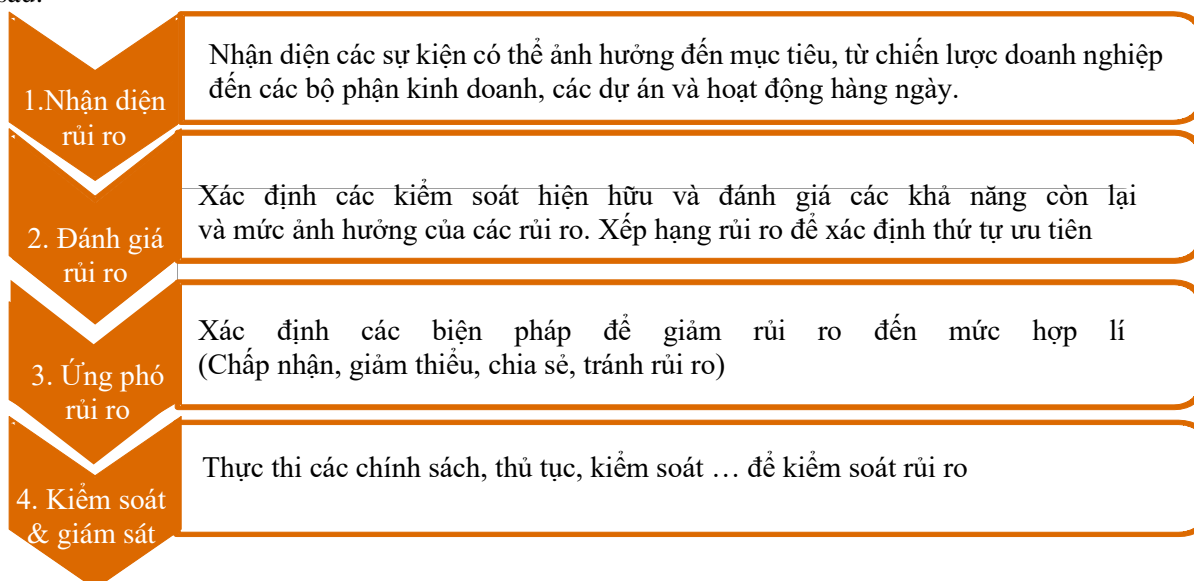 sau:
1.Nhận diện
rủi ro
Nhận diện các sự kiện có thể ảnh hưởng đến mục tiêu, từ chiến lược doanh nghiệp
đến các bộ phận kinh doanh, các dự án và hoạt động hàng ngày.
2. Đánh giá
rủi ro
Xác định các kiểm soát hiện hữu và đánh giá các khả năng còn lại
và mức ảnh hưởng của các rủi ro. Xếp hạng rủi ro để xác định thứ tự ưu tiên
3. Ứng phó
rủi ro
Xác định các biện pháp để giảm rủi ro đến mức hợp lí
(Chấp nhận, giảm thiểu, chia sẻ, tránh rủi ro)
4. Kiểm soát
& giám sát
Thực thi các chính sách, thủ tục, kiểm soát … để kiểm soát rủi ro